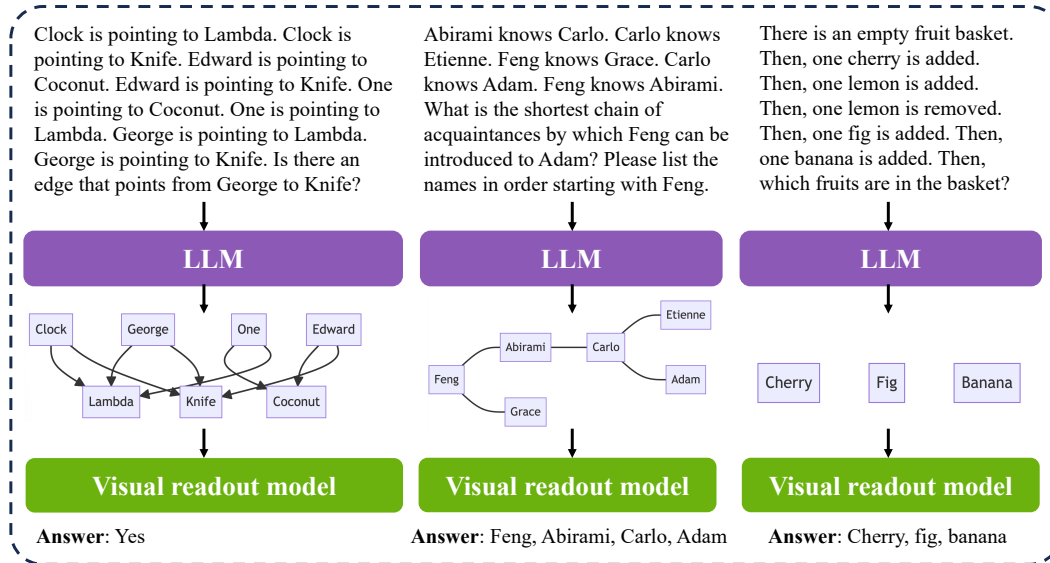 Clock is pointing to Lambda. Clock is
pointing to Knife. Edward is pointing to
Coconut. Edward is pointing to Knife. One
is pointing to Coconut. One is pointing to
Lambda. George is pointing to Lambda.
George is pointing to Knife. Is there an
edge that points from George to Knife?
LLM
Clock
George
One
Edward
Lambda
Knife
Coconut
Visual readout model
Answer: Yes
Abirami knows Carlo. Carlo knows
Etienne. Feng knows Grace. Carlo
knows Adam. Feng knows Abirami.
What is the shortest chain of
acquaintances by which Feng can be
introduced to Adam? Please list the
names in order starting with Feng.
LLM
Etienne
Abirami
Carlo
Feng
Adam
Grace
Visual readout model
Answer: Feng, Abirami, Carlo, Adam
There is an empty fruit basket.
Then, one cherry is added.
Then, one lemon is added.
Then, one lemon is removed.
Then, one fig is added. Then,
one banana is added. Then,
which fruits are in the basket?
LLM
Cherry
Fig
Banana
Visual readout model
Answer: Cherry, fig, banana